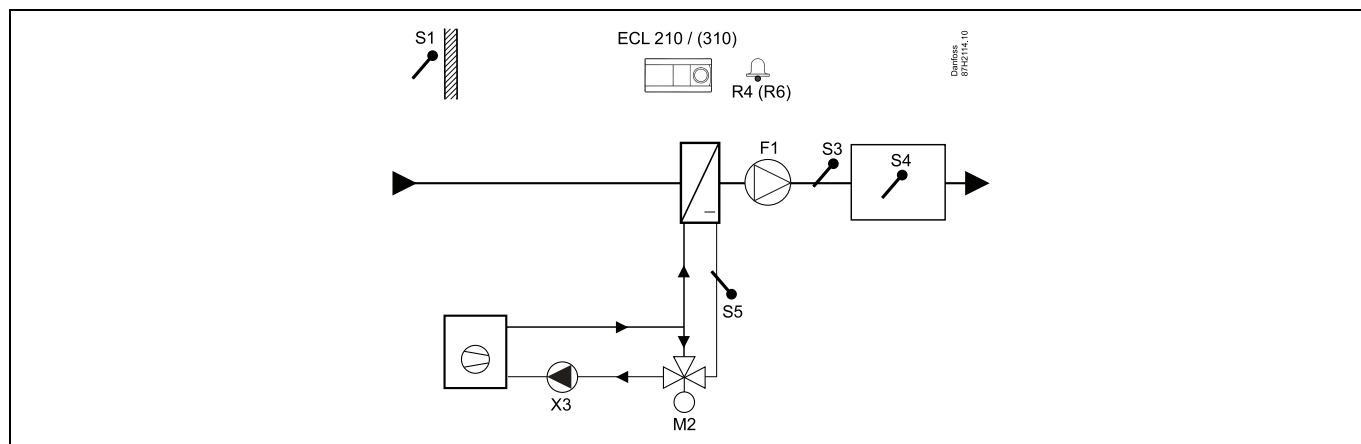 S1
ECL 210 / (310)
R4 (R6)
Danfoss
87H2114.10
F1
S3
S4
S5
X3
M2